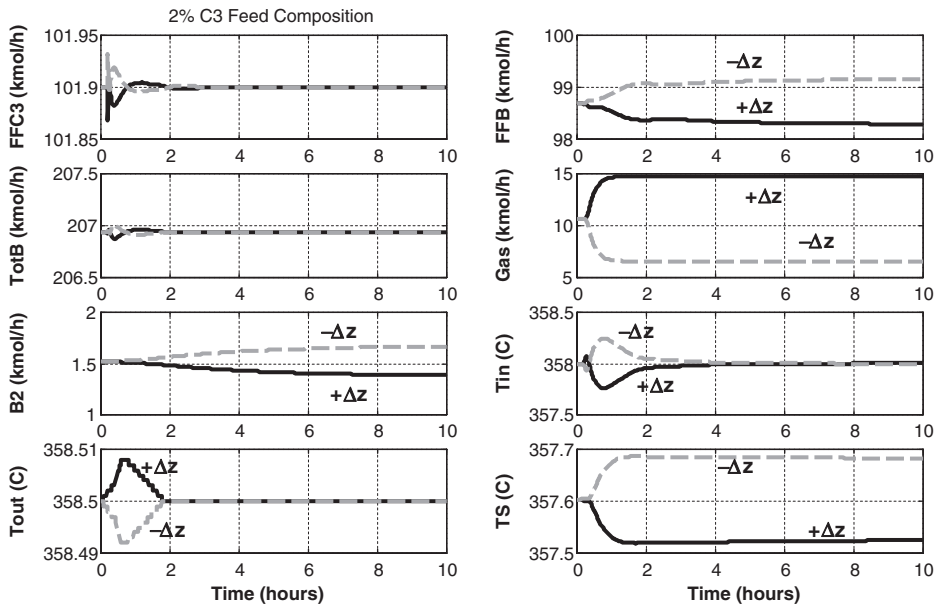 2% C3 Feed Composition
FFC3 (kmol/h)
101.95
101.9
101.85
0 2 4 6 8 10
FFB (kmol/h)
100
99
98
−Δz
+Δz
0 2 4 6 8 10
TotB (kmol/h)
207.5
207
206.5
0 2 4 6 8 10
Gas (kmol/h)
15
10
5
+Δz
−Δz
0 2 4 6 8 10
B2 (kmol/h)
2
1.5
1
−Δz
+Δz
0 2 4 6 8 10
Tin (C)
358.5
358
357.5
−Δz
+Δz
0 2 4 6 8 10
Tout (C)
358.51
358.5
358.49
+Δz
−Δz
0 2 4 6 8 10
Time (hours)
TS (C)
357.7
357.6
357.5
−Δz
+Δz
0 2 4 6 8 10
Time (hours)